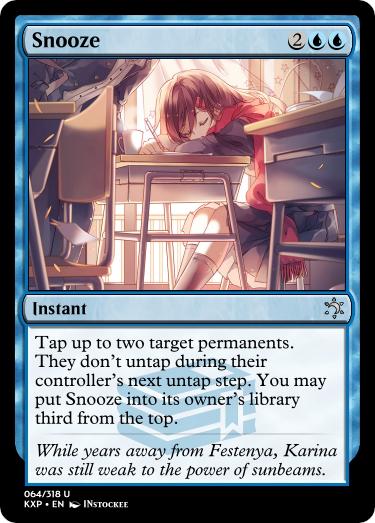 Snooze 2
Instant
Tap up to two target permanents.
They don't untap during their
controller's next untap step. You may
put Snooze into its owner's library
third from the top.
While years away from Festenya, Karina
was still weak to the power of sunbeams.
064/318 U
KXP • EN INSTOCKEE